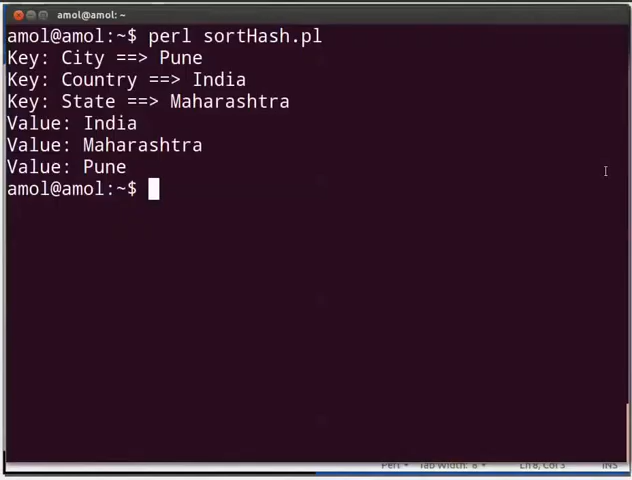 amol@amol: ~
amol@amol:~$ perl sortHash.pl
Key: City ==> Pune
Key: Country ==> India
Key: State ==> Maharashtra
Value: India
Value: Maharashtra
Value: Pune
amol@amol:~$
Perl Tab Width: 8 Ln 8, Col 3 INS